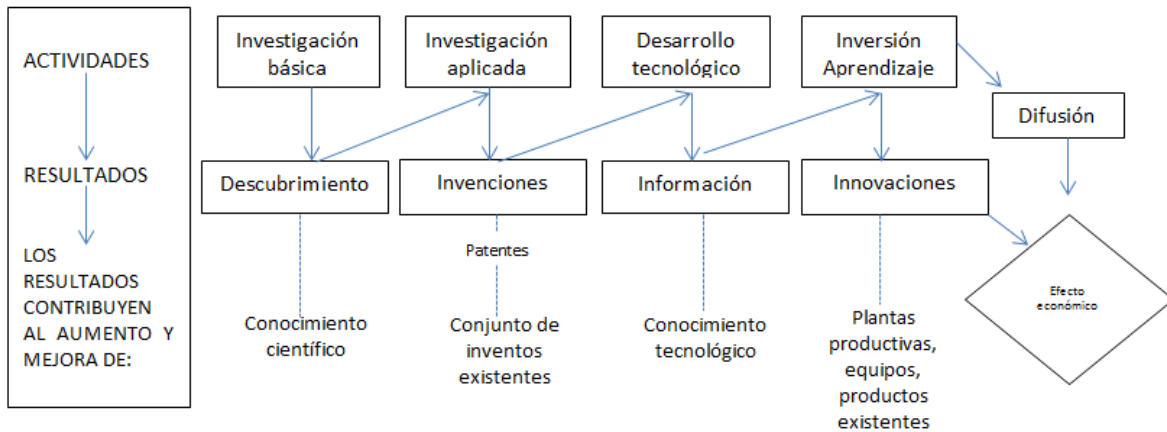 ACTIVIDADES
RESULTADOS
LOS
RESULTADOS
CONTRIBUYEN
AL AUMENTO Y
MEJORA DE:
Investigación
básica
Investigación
aplicada
Desarrollo
tecnológico
Inversión
Aprendizaje
Difusión
Descubrimiento
Invenciones
Información
Innovaciones
Patentes
Efecto
económico
Conocimiento
científico
Conjunto de
inventos
existentes
Conocimiento
tecnológico
Plantas
productivas,
equipos,
productos
existentes